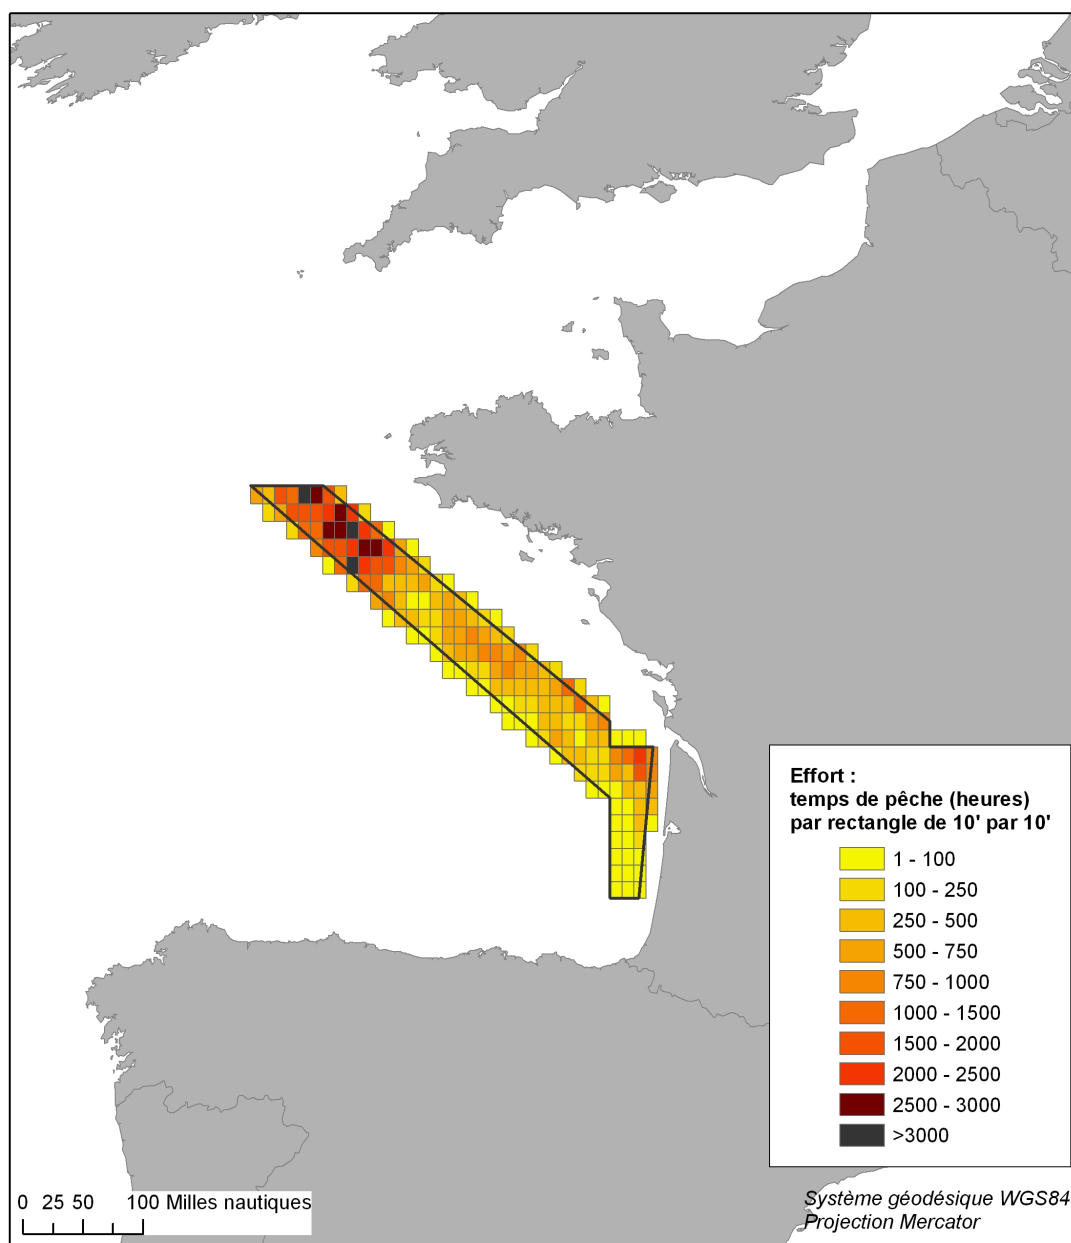 Effort :
temps de pêche (heures)
par rectangle de 10' par 10'
1 - 100
100 - 250
250 - 500
500 - 750
750 - 1000
1000 - 1500
1500 - 2000
2000 - 2500
2500 - 3000
>3000
0 25 50 100 Milles nautiques
Système géodésique WGS84
Projection Mercator